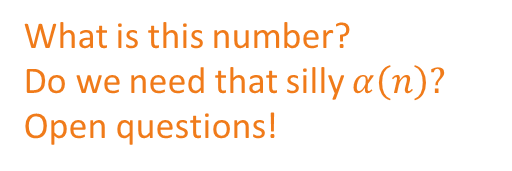 What is this number?
Do we need that silly 𝛼(𝑛)?
Open questions!